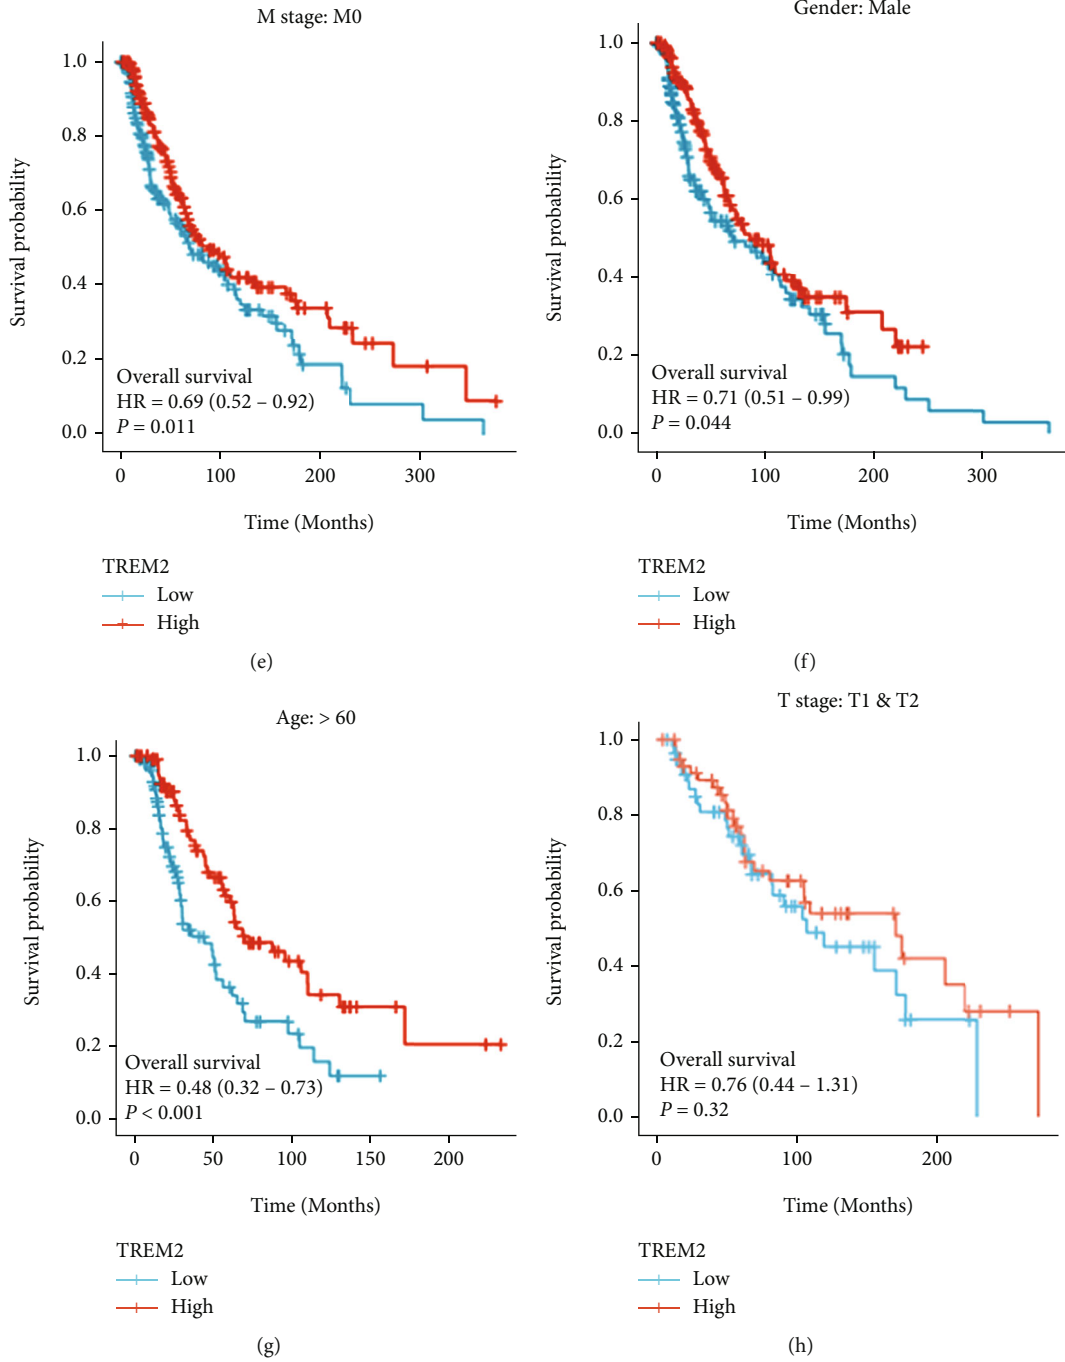 M stage: M0
Survival probability
1.0
0.8
0.6
0.4
0.2
0.0
Overall survival
HR = 0.69 (0.52 – 0.92)
P = 0.011
0 100 200 300
Time (Months)
TREM2
Low
High
(e)
Gender: Male
Survival probability
1.0
0.8
0.6
0.4
0.2
0.0
Overall survival
HR = 0.71 (0.51 – 0.99)
P = 0.044
0 100 200 300
Time (Months)
TREM2
Low
High
(f)
Age: > 60
Survival probability
1.0
0.8
0.6
0.4
0.2
0.0
Overall survival
HR = 0.48 (0.32 – 0.73)
P < 0.001
0 50 100 150 200
Time (Months)
TREM2
Low
High
(g)
T stage: T1 & T2
Survival probability
1.0
0.8
0.6
0.4
0.2
0.0
Overall survival
HR = 0.76 (0.44 – 1.31)
P = 0.32
0 100 200
Time (Months)
TREM2
Low
High
(h)